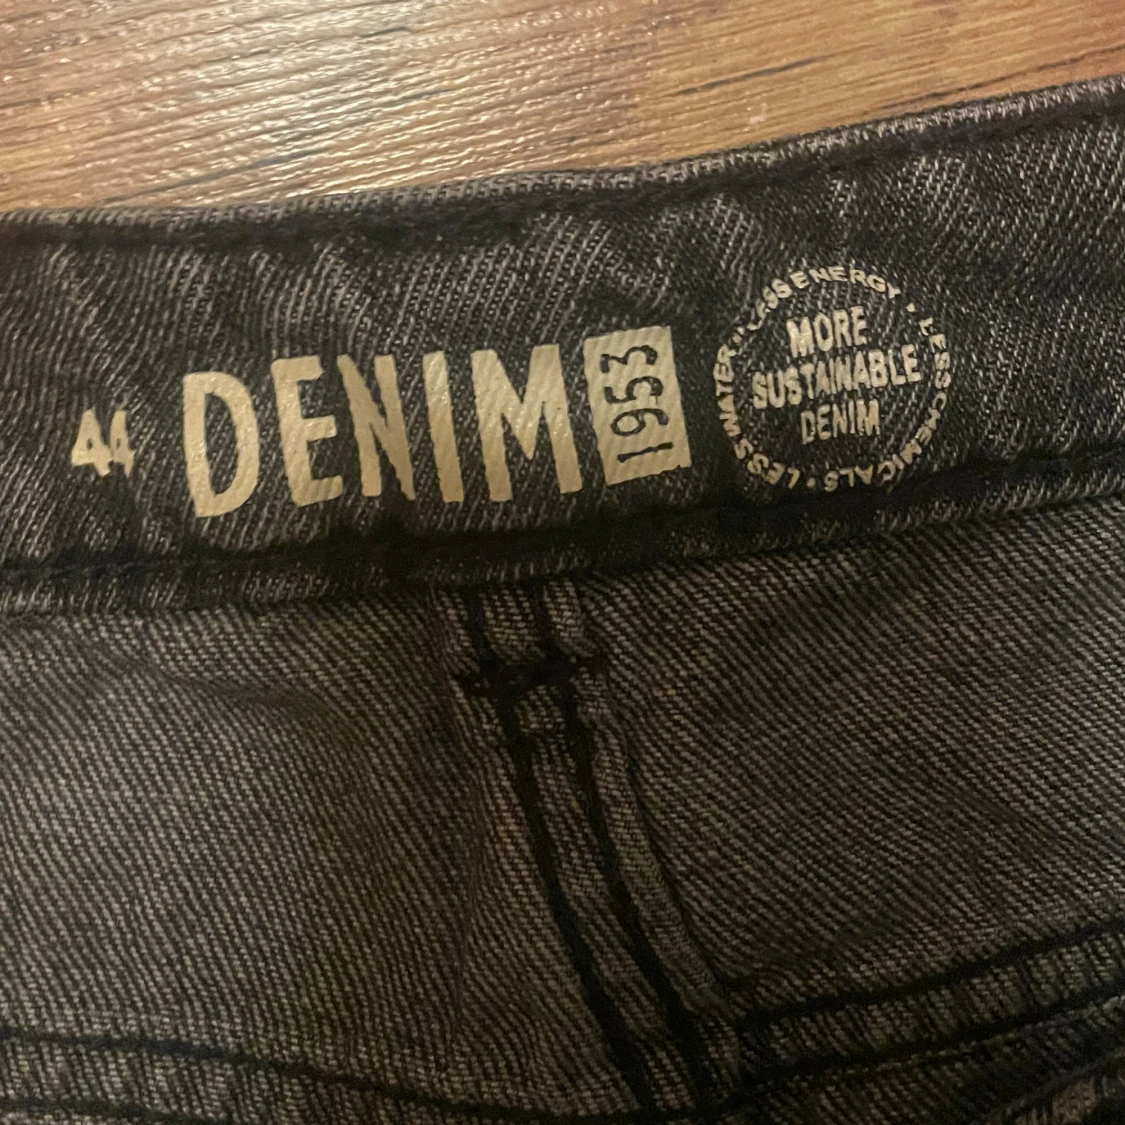 44
DENIM
1953
MORE
SUSTAINABLE
DENIM
LESS WATER • LESS ENERGY • LESS CHEMICALS •